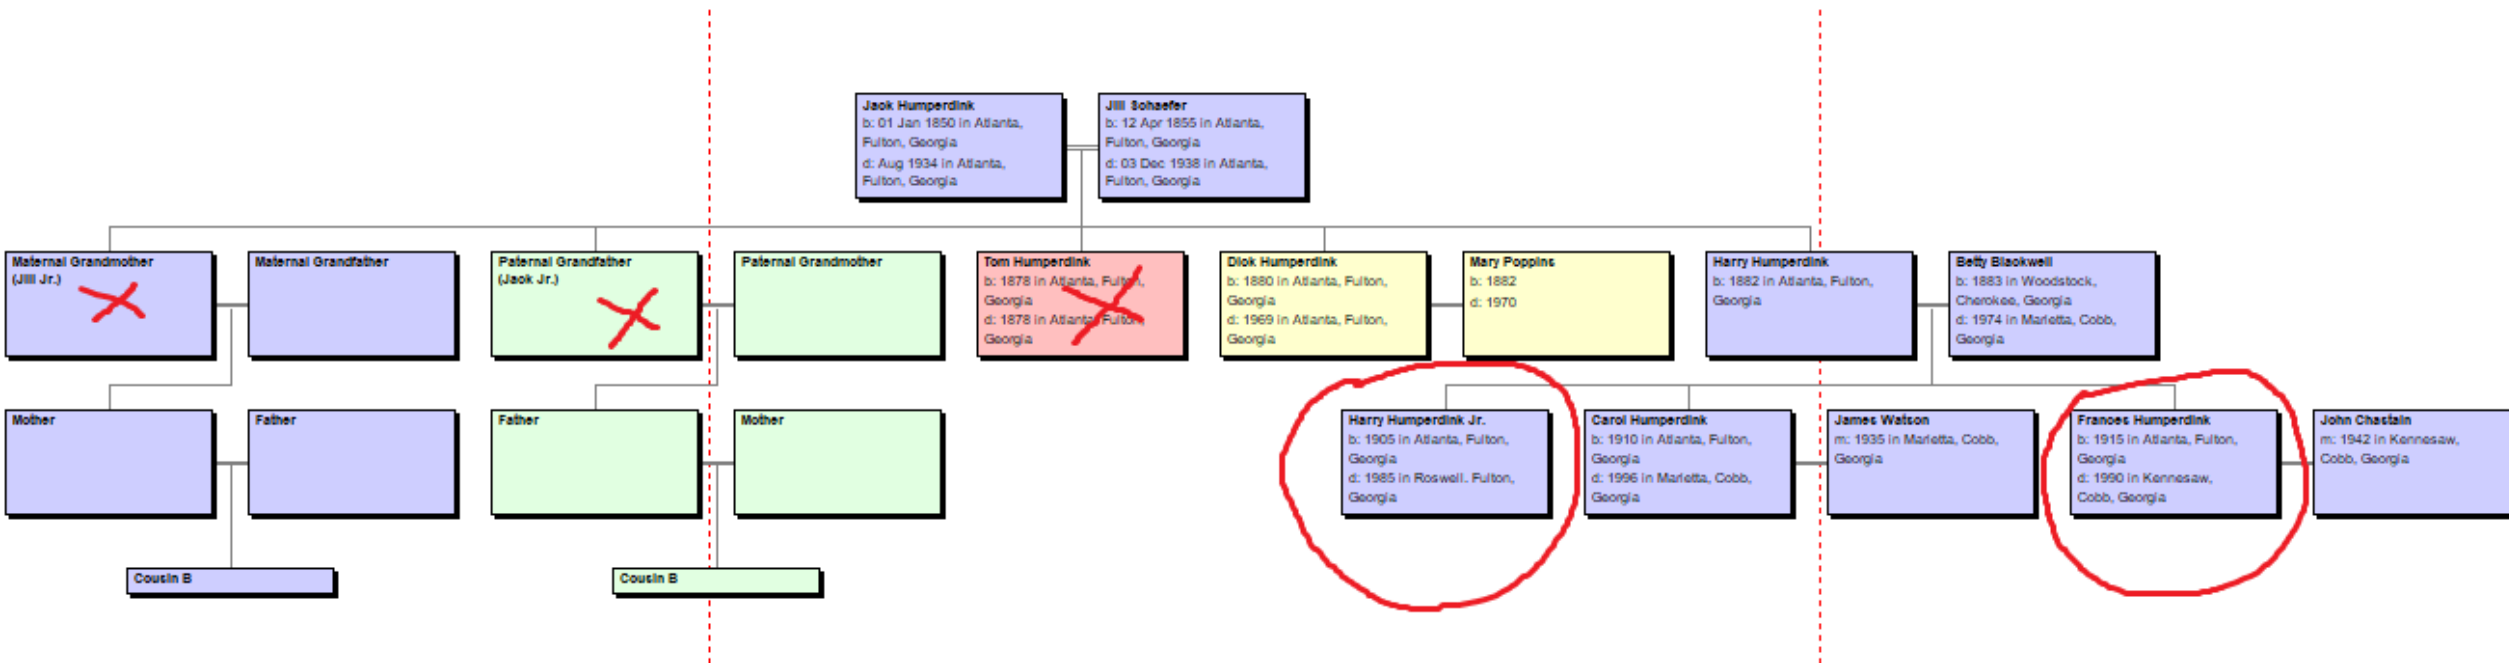 Jack Humperdink
b: 01 Jan 1850 in Atlanta,
Fulton, Georgia
d: Aug 1934 in Atlanta,
Fulton, Georgia
Jill Schaefer
b: 12 Apr 1855 in Atlanta,
Fulton, Georgia
d: 03 Dec 1938 in Atlanta,
Fulton, Georgia
Maternal Grandmother
(Jill Jr.)
Maternal Grandfather
Paternal Grandfather
(Jack Jr.)
Paternal Grandmother
Tom Humperdink
b: 1878 in Atlanta, Fulton,
Georgia
d: 1878 in Atlanta, Fulton,
Georgia
Dick Humperdink
b: 1880 in Atlanta, Fulton,
Georgia
d: 1969 in Atlanta, Fulton,
Georgia
Mary Poppins
b: 1882
d: 1970
Harry Humperdink
b: 1882 in Atlanta, Fulton,
Georgia
Betty Blackwell
b: 1883 in Woodstock,
Cherokee, Georgia
d: 1974 in Marietta, Cobb,
Georgia
Mother
Father
Father
Mother
Harry Humperdink Jr.
b: 1905 in Atlanta, Fulton,
Georgia
d: 1985 in Roswell. Fulton,
Georgia
Carol Humperdink
b: 1910 in Atlanta, Fulton,
Georgia
d: 1996 in Marietta, Cobb,
Georgia
James Watson
m: 1935 in Marietta, Cobb,
Georgia
Frances Humperdink
b: 1915 in Atlanta, Fulton,
Georgia
d: 1990 in Kennesaw,
Cobb, Georgia
John Chastain
m: 1942 in Kennesaw,
Cobb, Georgia
Cousin B
Cousin B